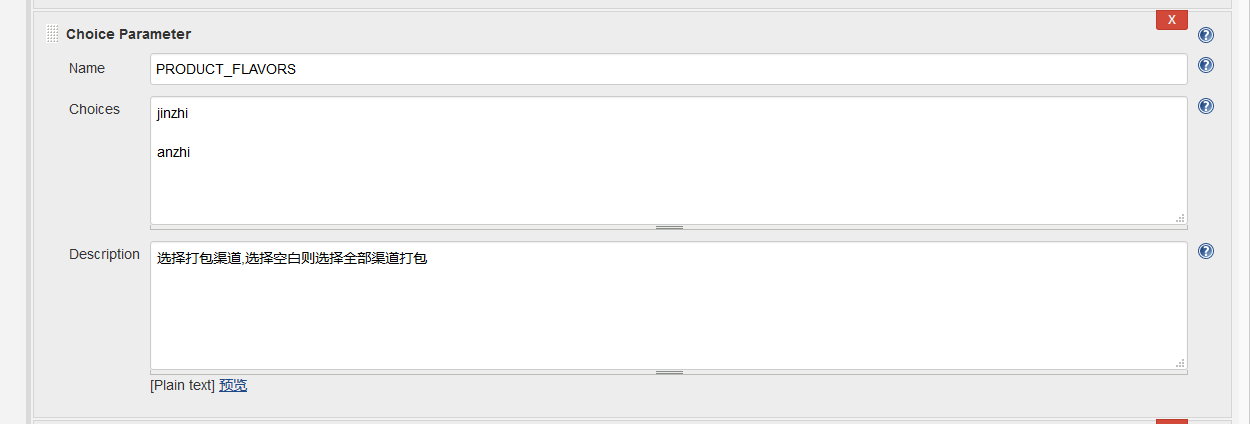 X
Choice Parameter
Name
PRODUCT_FLAVORS
Choices
jinzhi
anzhi
Description
选择打包渠道,选择空白则选择全部渠道打包
[Plain text] 预览